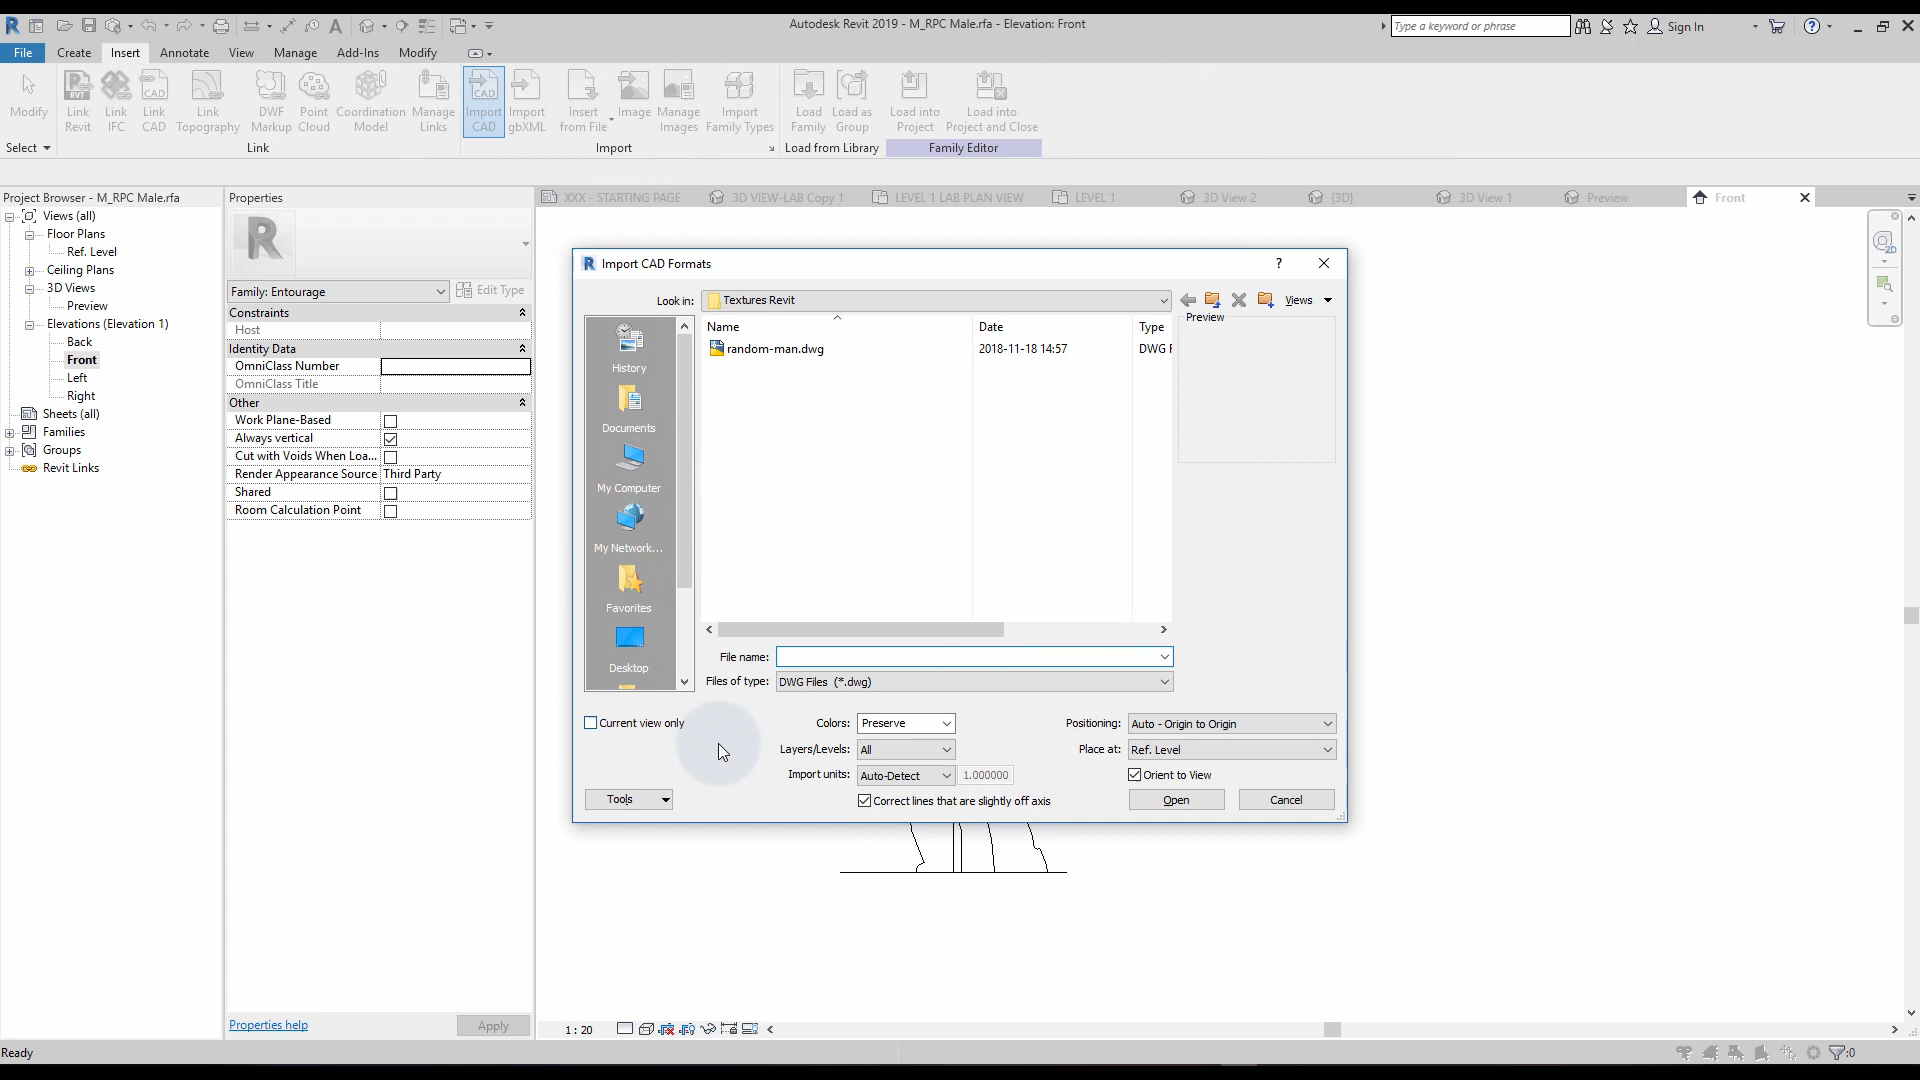 Autodesk Revit 2019 - M_RPC Male.rfa - Elevation: Front
Type a keyword or phrase
Sign In
File Create Insert Annotate View Manage Add-Ins Modify
Modify
Link Revit
Link IFC
Link CAD
Link Topography
DWF Markup
Point Cloud
Coordination Model
Manage Links
Import CAD
Import gbXML
Insert from File
Image
Manage Images
Import Family Types
Load Family
Load as Group
Load into Project
Load into Project and Close
Select
Link
Import
Load from Library
Family Editor
Project Browser - M_RPC Male.rfa
Views (all)
Floor Plans
Ref. Level
Ceiling Plans
3D Views
Preview
Elevations (Elevation 1)
Back
Front
Left
Right
Sheets (all)
Families
Groups
Revit Links
Properties
Family: Entourage
Edit Type
Constraints
Host
Identity Data
OmniClass Number
OmniClass Title
Other
Work Plane-Based
Always vertical
Cut with Voids When Loa...
Render Appearance Source Third Party
Shared
Room Calculation Point
Properties help
Apply
XXX - STARTING PAGE
3D VIEW-LAB Copy 1
LEVEL 1 LAB PLAN VIEW
LEVEL 1
3D View 2
{3D}
3D View 1
Preview
Front
Import CAD Formats
?
Look in: Textures Revit
Views
Preview
History
Documents
My Computer
My Network...
Favorites
Desktop
Name Date Type
random-man.dwg 2018-11-18 14:57 DWG F
File name:
Files of type: DWG Files (*.dwg)
Current view only
Colors: Preserve
Positioning: Auto - Origin to Origin
Layers/Levels: All
Place at: Ref. Level
Import units: Auto-Detect 1.000000
Orient to View
Tools
Correct lines that are slightly off axis
Open
Cancel
1 : 20
Ready
:0